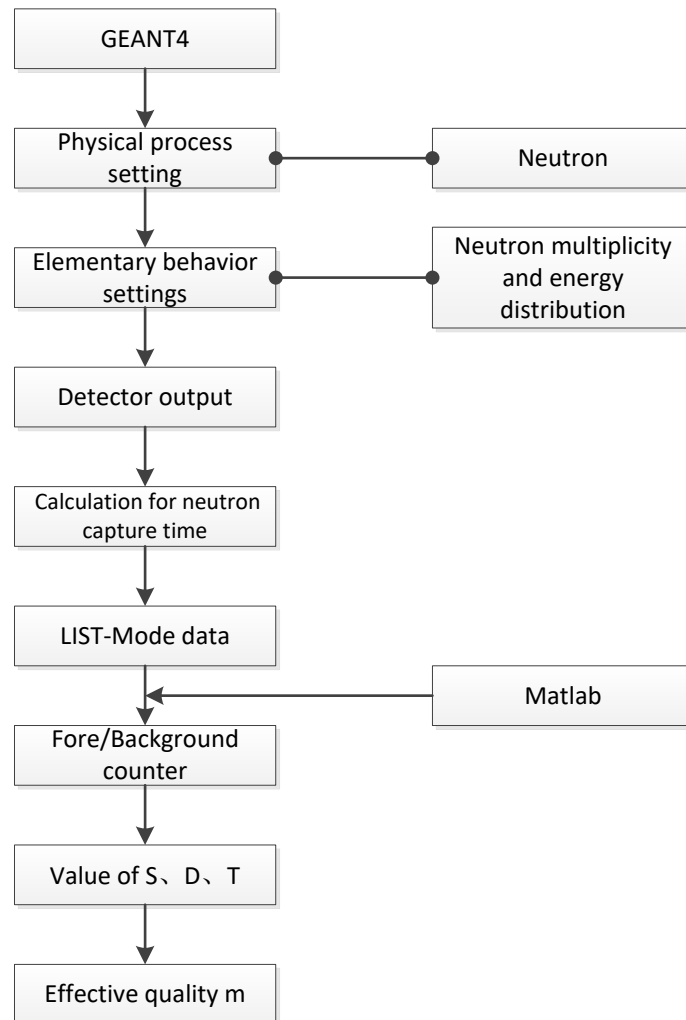 GEANT4
Physical process
setting
Neutron
Elementary behavior
settings
Neutron multiplicity
and energy
distribution
Detector output
Calculation for neutron
capture time
LIST-Mode data
Matlab
Fore/Background
counter
Value of S、D、T
Effective quality m